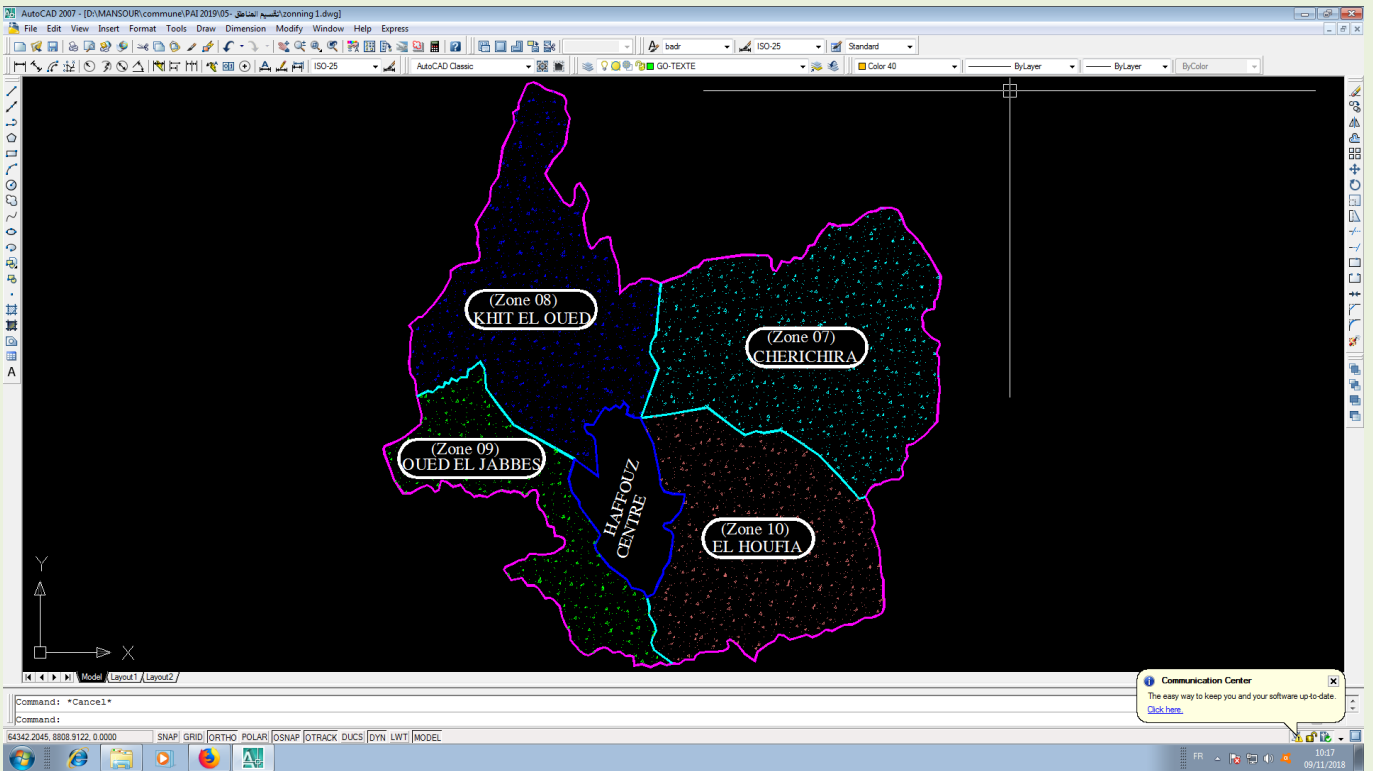 AutoCAD 2007 - [D:\MANSOUR\commune\PAI 2019\05- تقسيم المناطق\zonning 1.dwg]
File Edit View Insert Format Tools Draw Dimension Modify Window Help Express
badr ISO-25 Standard
ISO-25 AutoCAD Classic GO-TEXTE Color 40 ByLayer ByLayer ByColor
(Zone 08)
KHIT EL OUED
(Zone 07)
CHERICHIRA
(Zone 09)
OUED EL JABBES
HAFFOUZ
CENTRE
(Zone 10)
EL HOUFIA
Y
X
Model Layout1 Layout2
Communication Center
The easy way to keep you and your software up-to-date.
Click here.
Command: *Cancel*
Command:
64342.2045, 8808.9122, 0.0000 SNAP GRID ORTHO POLAR OSNAP OTRACK DUCS DYN LWT MODEL
FR 10:17
09/11/2018